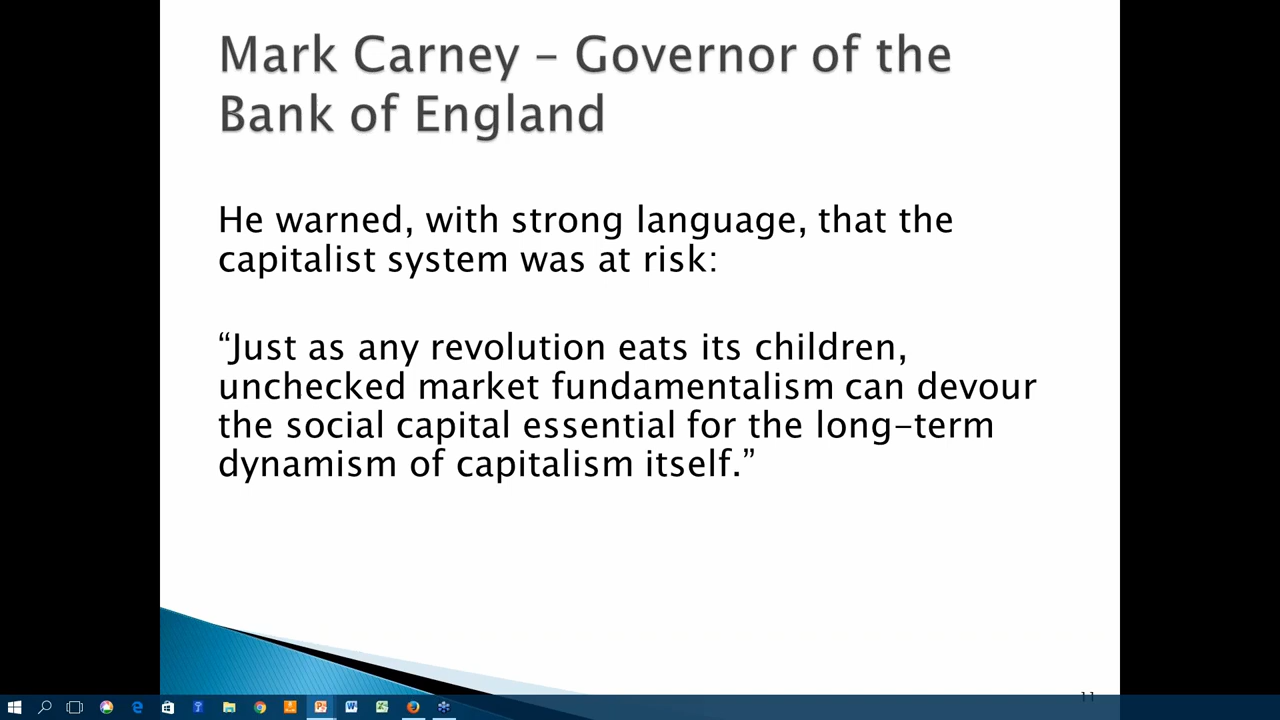 Mark Carney – Governor of the
Bank of England
He warned, with strong language, that the
capitalist system was at risk:
“Just as any revolution eats its children,
unchecked market fundamentalism can devour
the social capital essential for the long-term
dynamism of capitalism itself.”
11